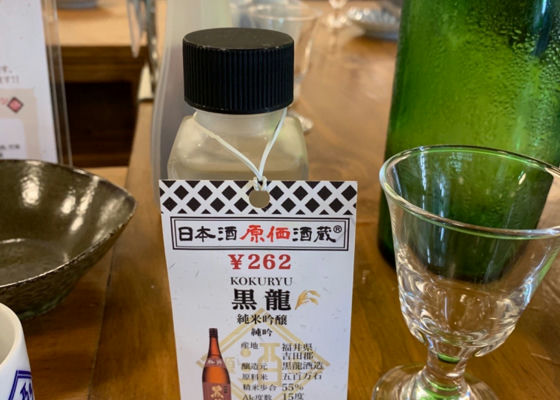 日本酒原価酒蔵®
¥262
KOKURYU
黒龍
純米吟醸
純吟
産地 福井県
吉田郡
醸造元 黒龍酒造
原料米 五百万石
精米歩合 55%
Alc度数 15度